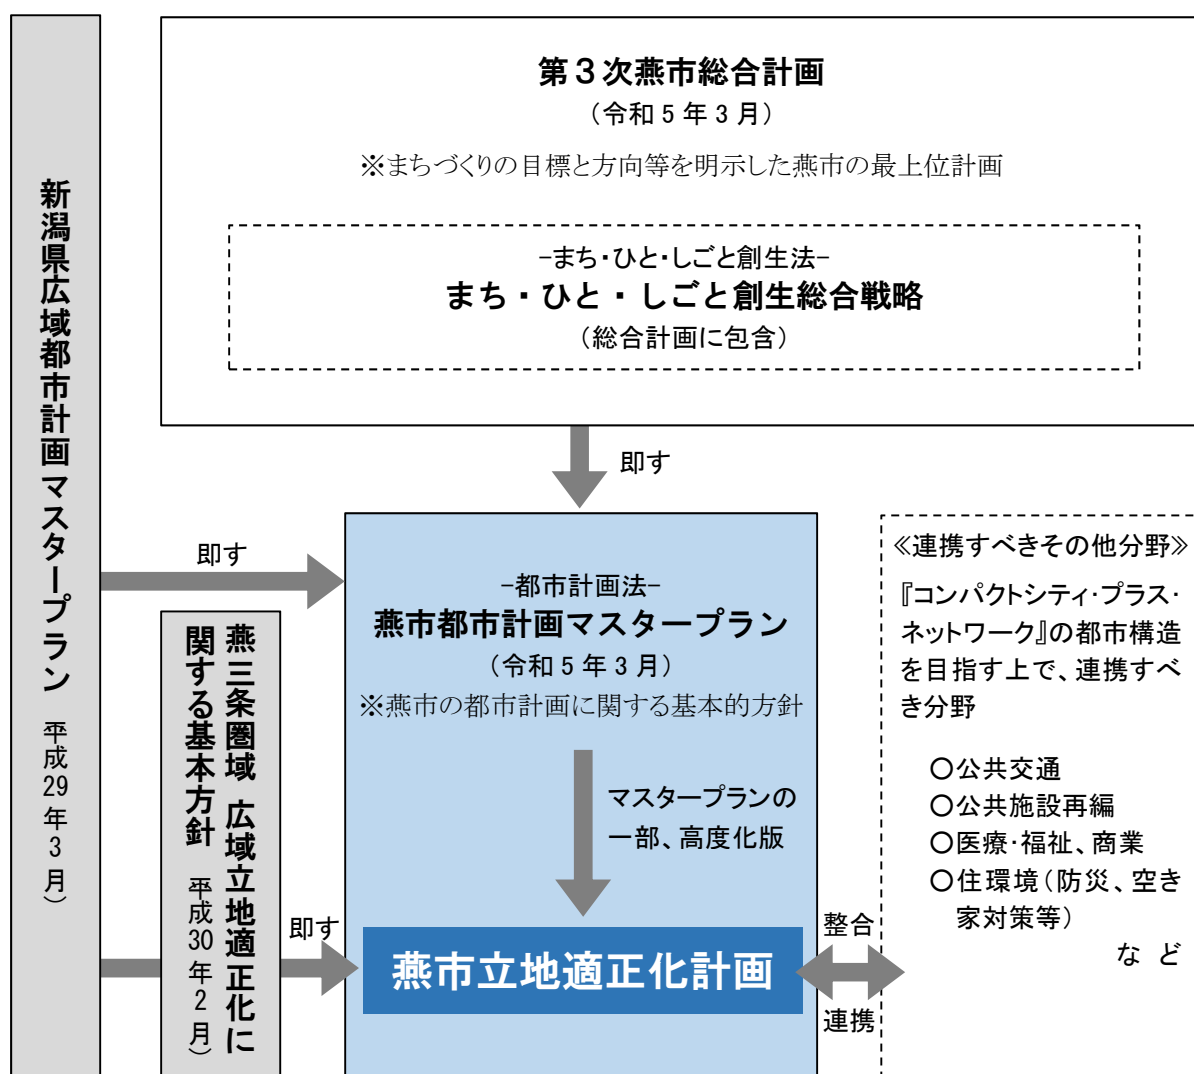 第３次燕市総合計画
（令和5年3月）
※まちづくりの目標と方向等を明示した燕市の最上位計画
-まち・ひと・しごと創生法-
まち・ひと・しごと創生総合戦略
（総合計画に包含）
新潟県広域都市計画マスタープラン 平成29年3月）
即す
即す
燕三条圏域 広域立地適正化に
関する基本方針 平成30年2月）
即す
-都市計画法-
燕市都市計画マスタープラン
（令和5年3月）
※燕市の都市計画に関する基本的方針
マスタープランの
一部、高度化版
燕市立地適正化計画
整合
連携
≪連携すべきその他分野≫
『コンパクトシティ・プラス・
ネットワーク』の都市構造
を目指す上で、連携すべ
き分野
〇公共交通
〇公共施設再編
〇医療・福祉、商業
〇住環境（防災、空き
家対策等）
など